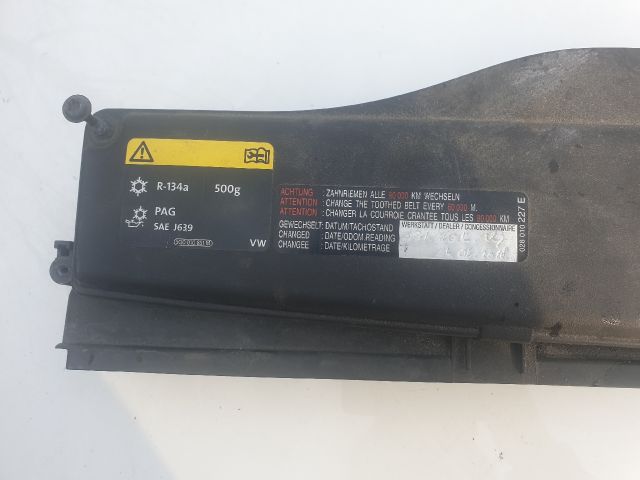 R-134a 500g
PAG
SAE J639
VW
ACHTUNG : ZAHNRIEMEN ALLE 90 000 KM WECHSELN
ATTENTION : CHANGE THE TOOTHED BELT EVERY 60 000 M.
ATTENTION : CHANGER LA COURROIE CRANTEE TOUS LES 90.000 KM
GEWECHSELT: DATUM/TACHOSTAND
CHANGED : DATE/ODOM.READING
CHANGEE : DATE/KILOMETRAGE
WERKSTATT / DEALER / CONCESSIONNAIRE
028 010 227 E